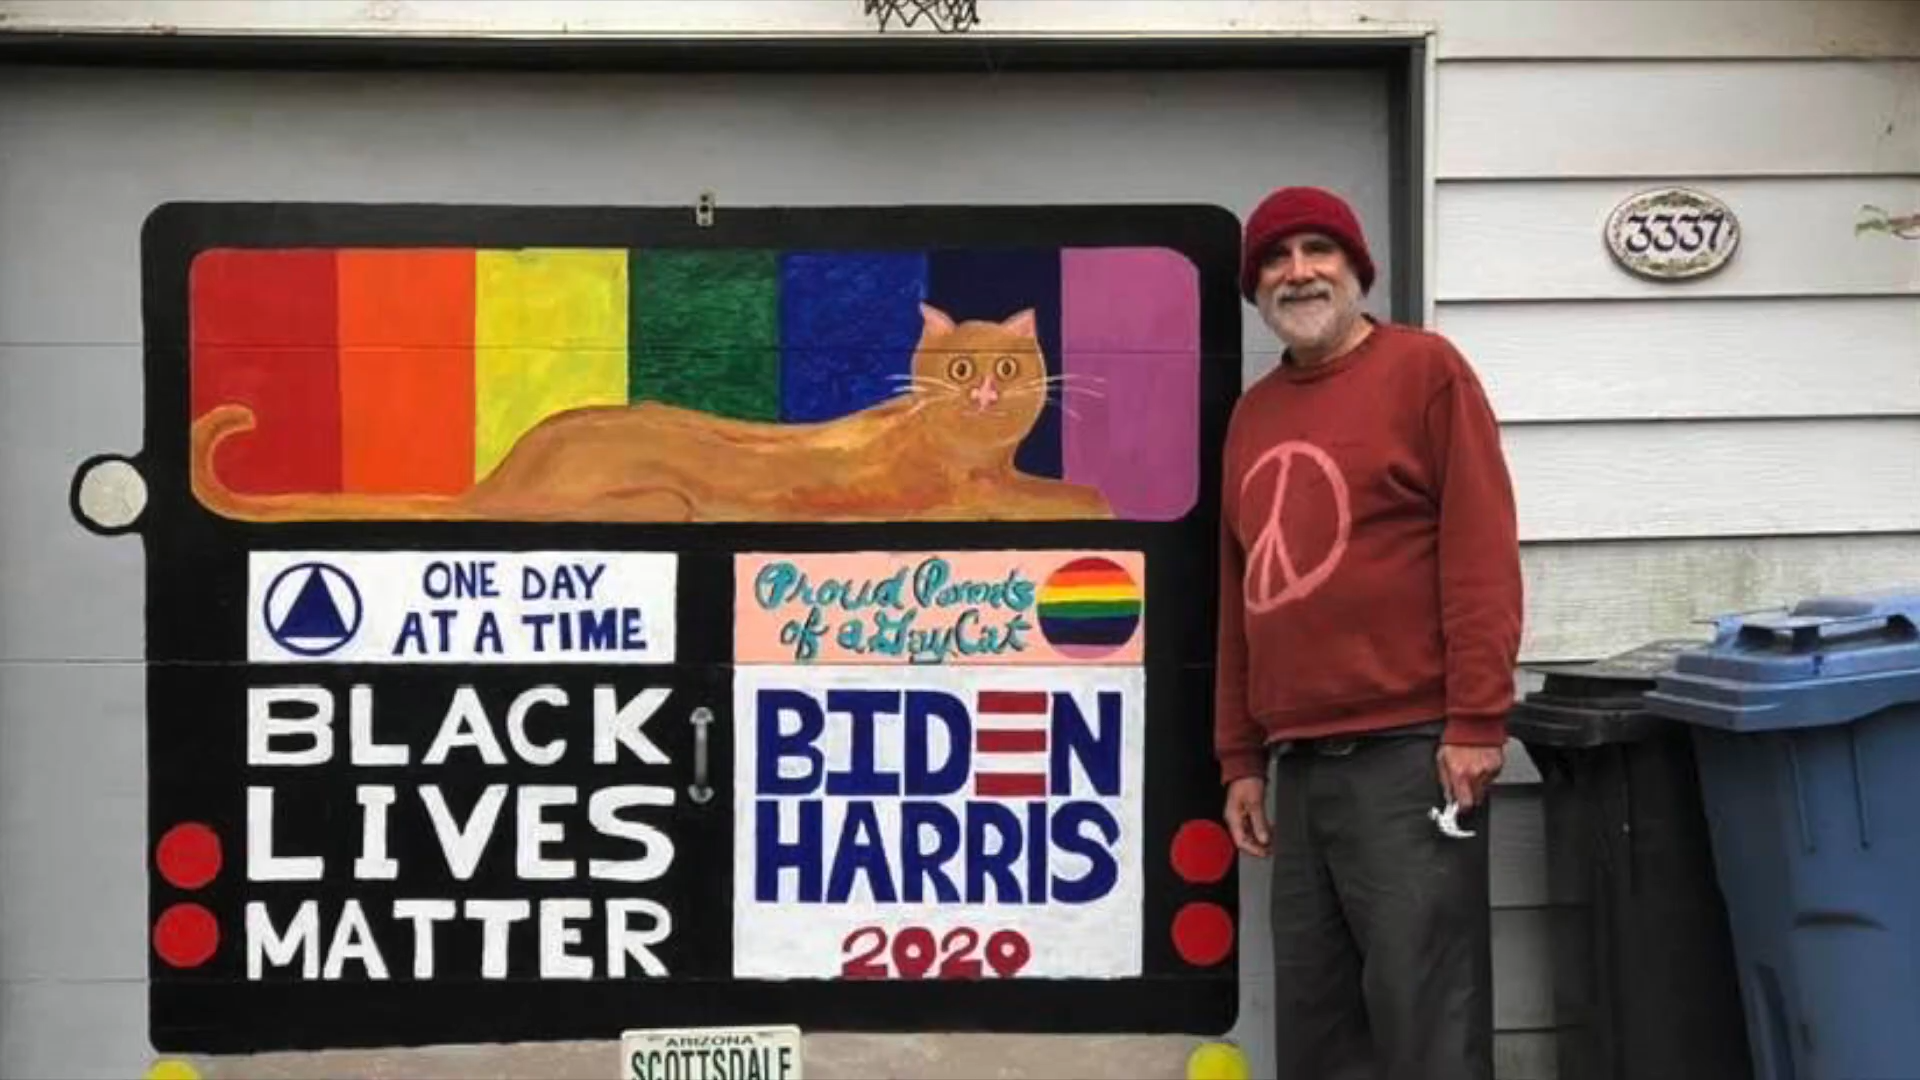 3337
ONE DAY
AT A TIME
Proud Parents
of a Gay Cat
BLACK
LIVES
MATTER
BIDEN
HARRIS
2020
ARIZONA
SCOTTSDALE